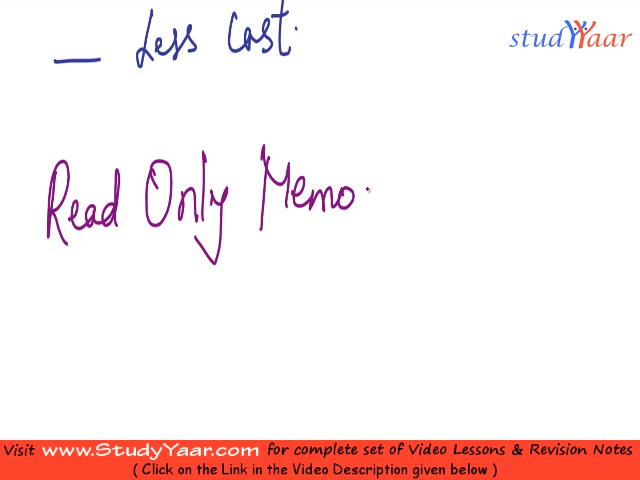 — Less Cost.
studYYaar
Read Only Memo
Visit www.StudyYaar.com for complete set of Video Lessons & Revision Notes
( Click on the Link in the Video Description given below )